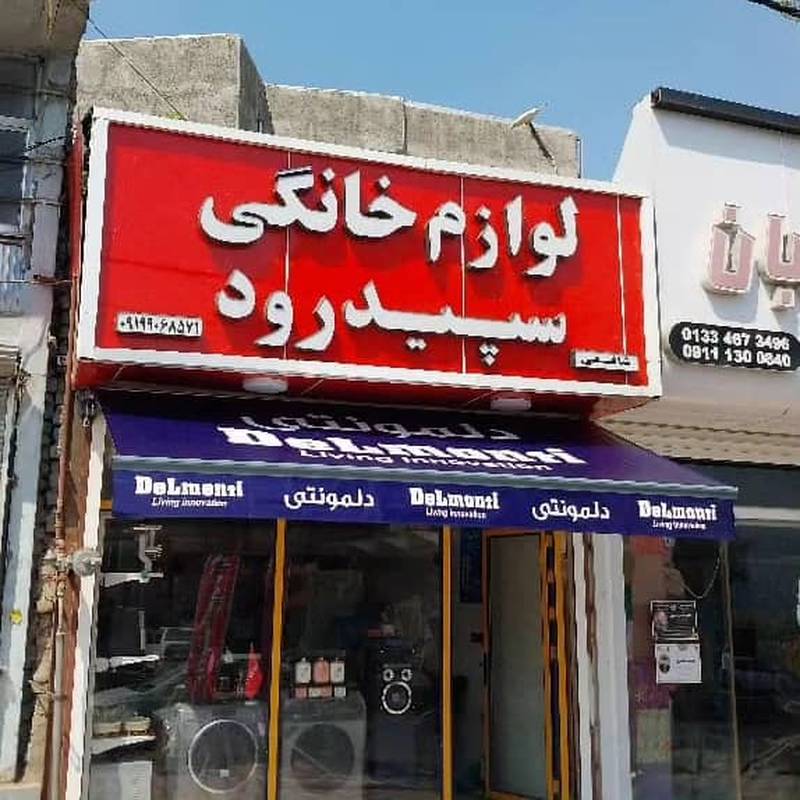 لوازم خانگی
سپیدرود
۰۹۱۹۹۰۶۸۵۷۱
شافعی
دلمونتی
DeLmonti
Living innovation
DeLmonti
Living innovation
دلمونتی
DeLmonti
Living innovation
دلمونتی
DeLmonti
Living innovation
0133 467 3496
0911 130 0840